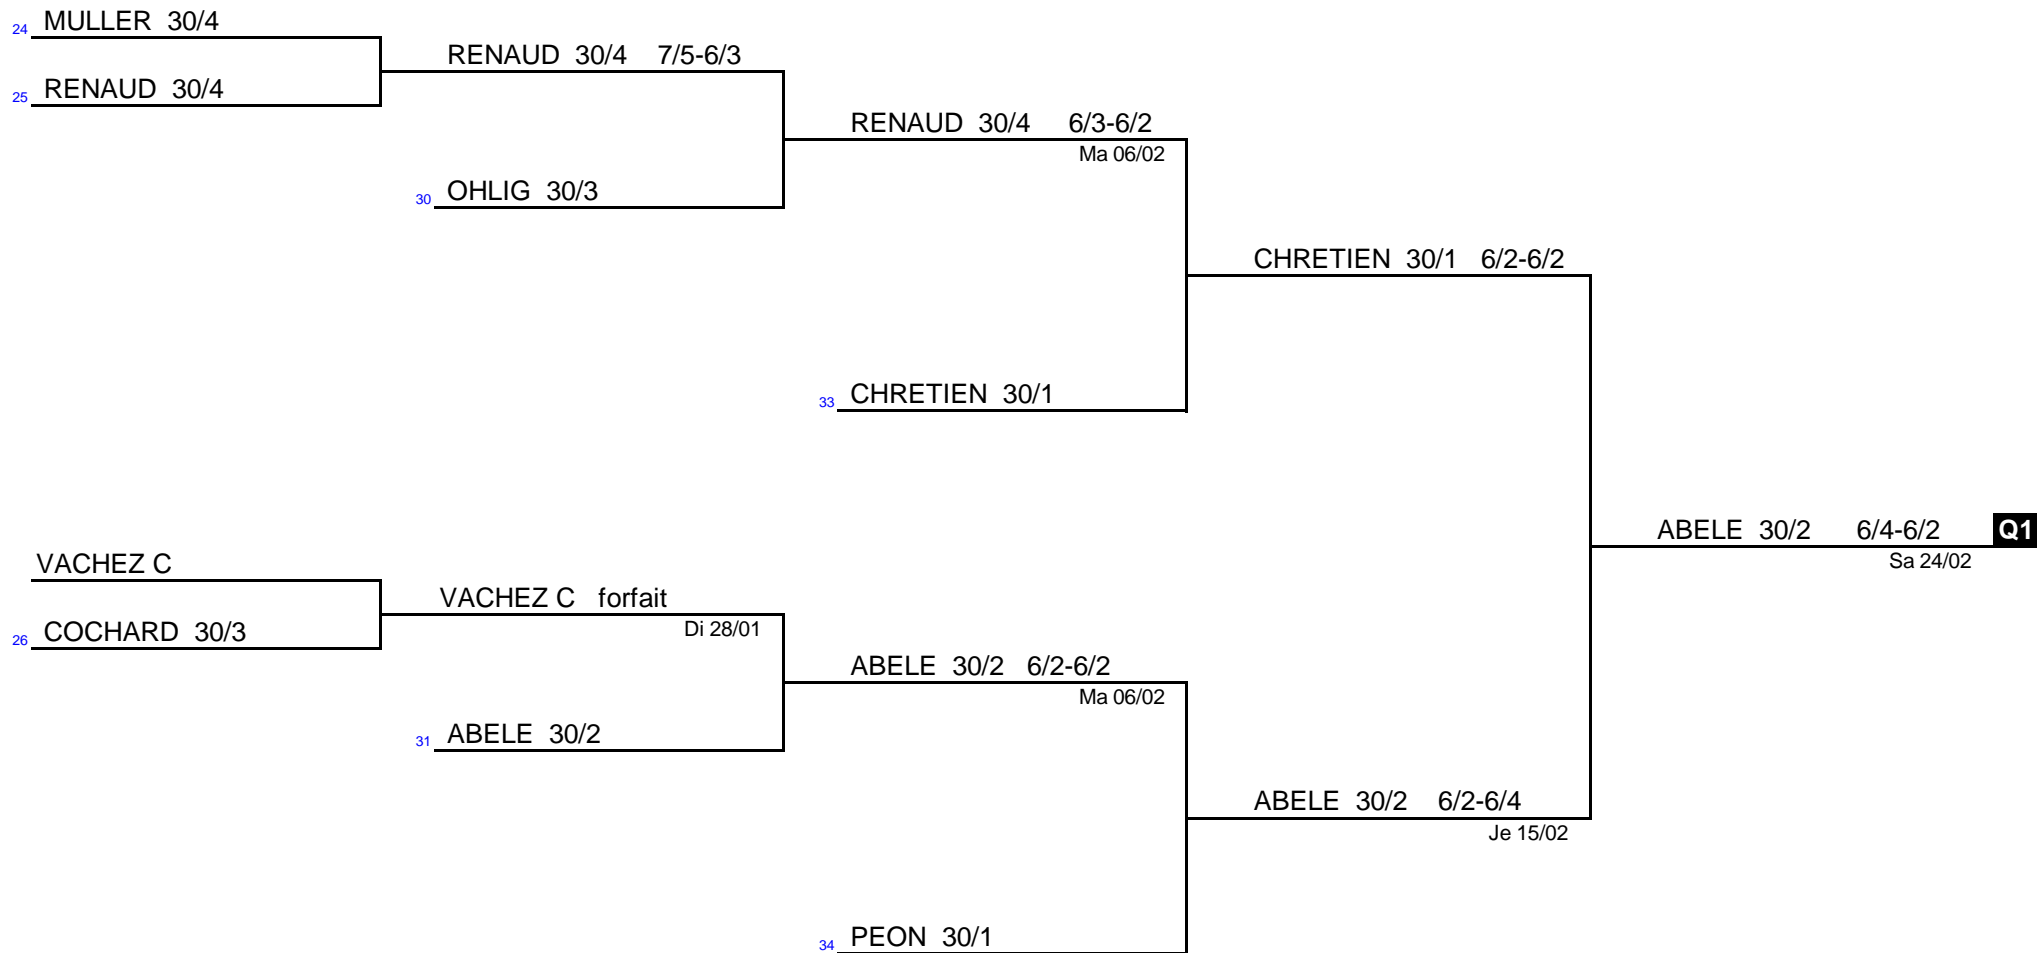 24 MULLER 30/4
RENAUD 30/4 7/5-6/3
25 RENAUD 30/4
RENAUD 30/4 6/3-6/2
Ma 06/02
30 OHLIG 30/3
CHRETIEN 30/1 6/2-6/2
33 CHRETIEN 30/1
ABELE 30/2 6/4-6/2 Q1
Sa 24/02
VACHEZ C
VACHEZ C forfait
Di 28/01
26 COCHARD 30/3
ABELE 30/2 6/2-6/2
Ma 06/02
31 ABELE 30/2
ABELE 30/2 6/2-6/4
Je 15/02
34 PEON 30/1